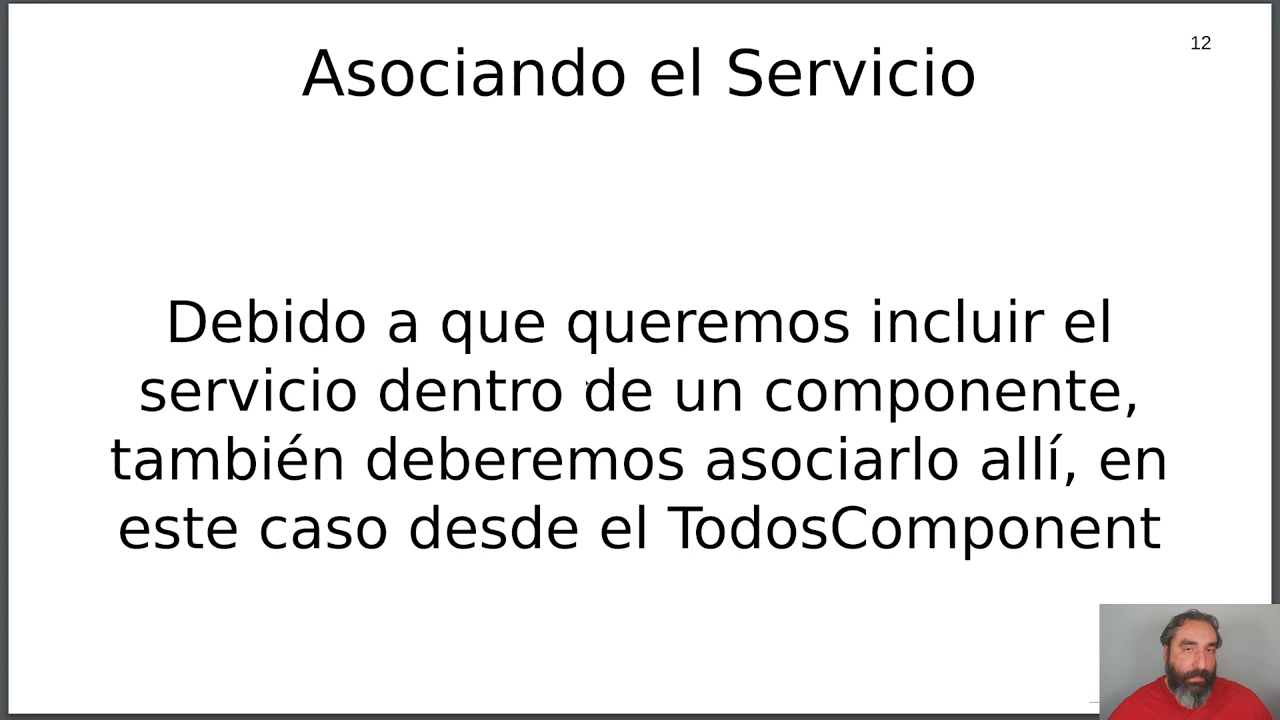 12
Asociando el Servicio
Debido a que queremos incluir el
servicio dentro de un componente,
también deberemos asociarlo allí, en
este caso desde el TodosComponent